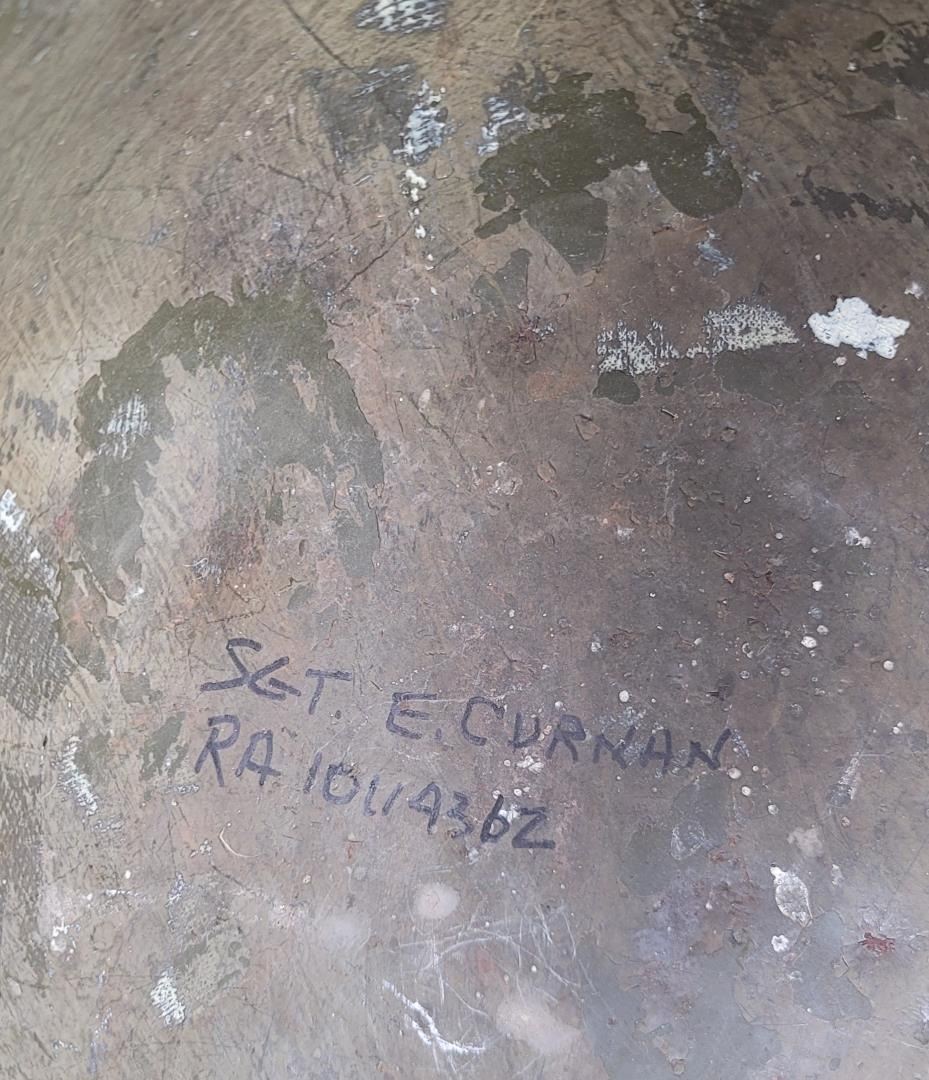 SGT. E. CURNAN
RA 10114362